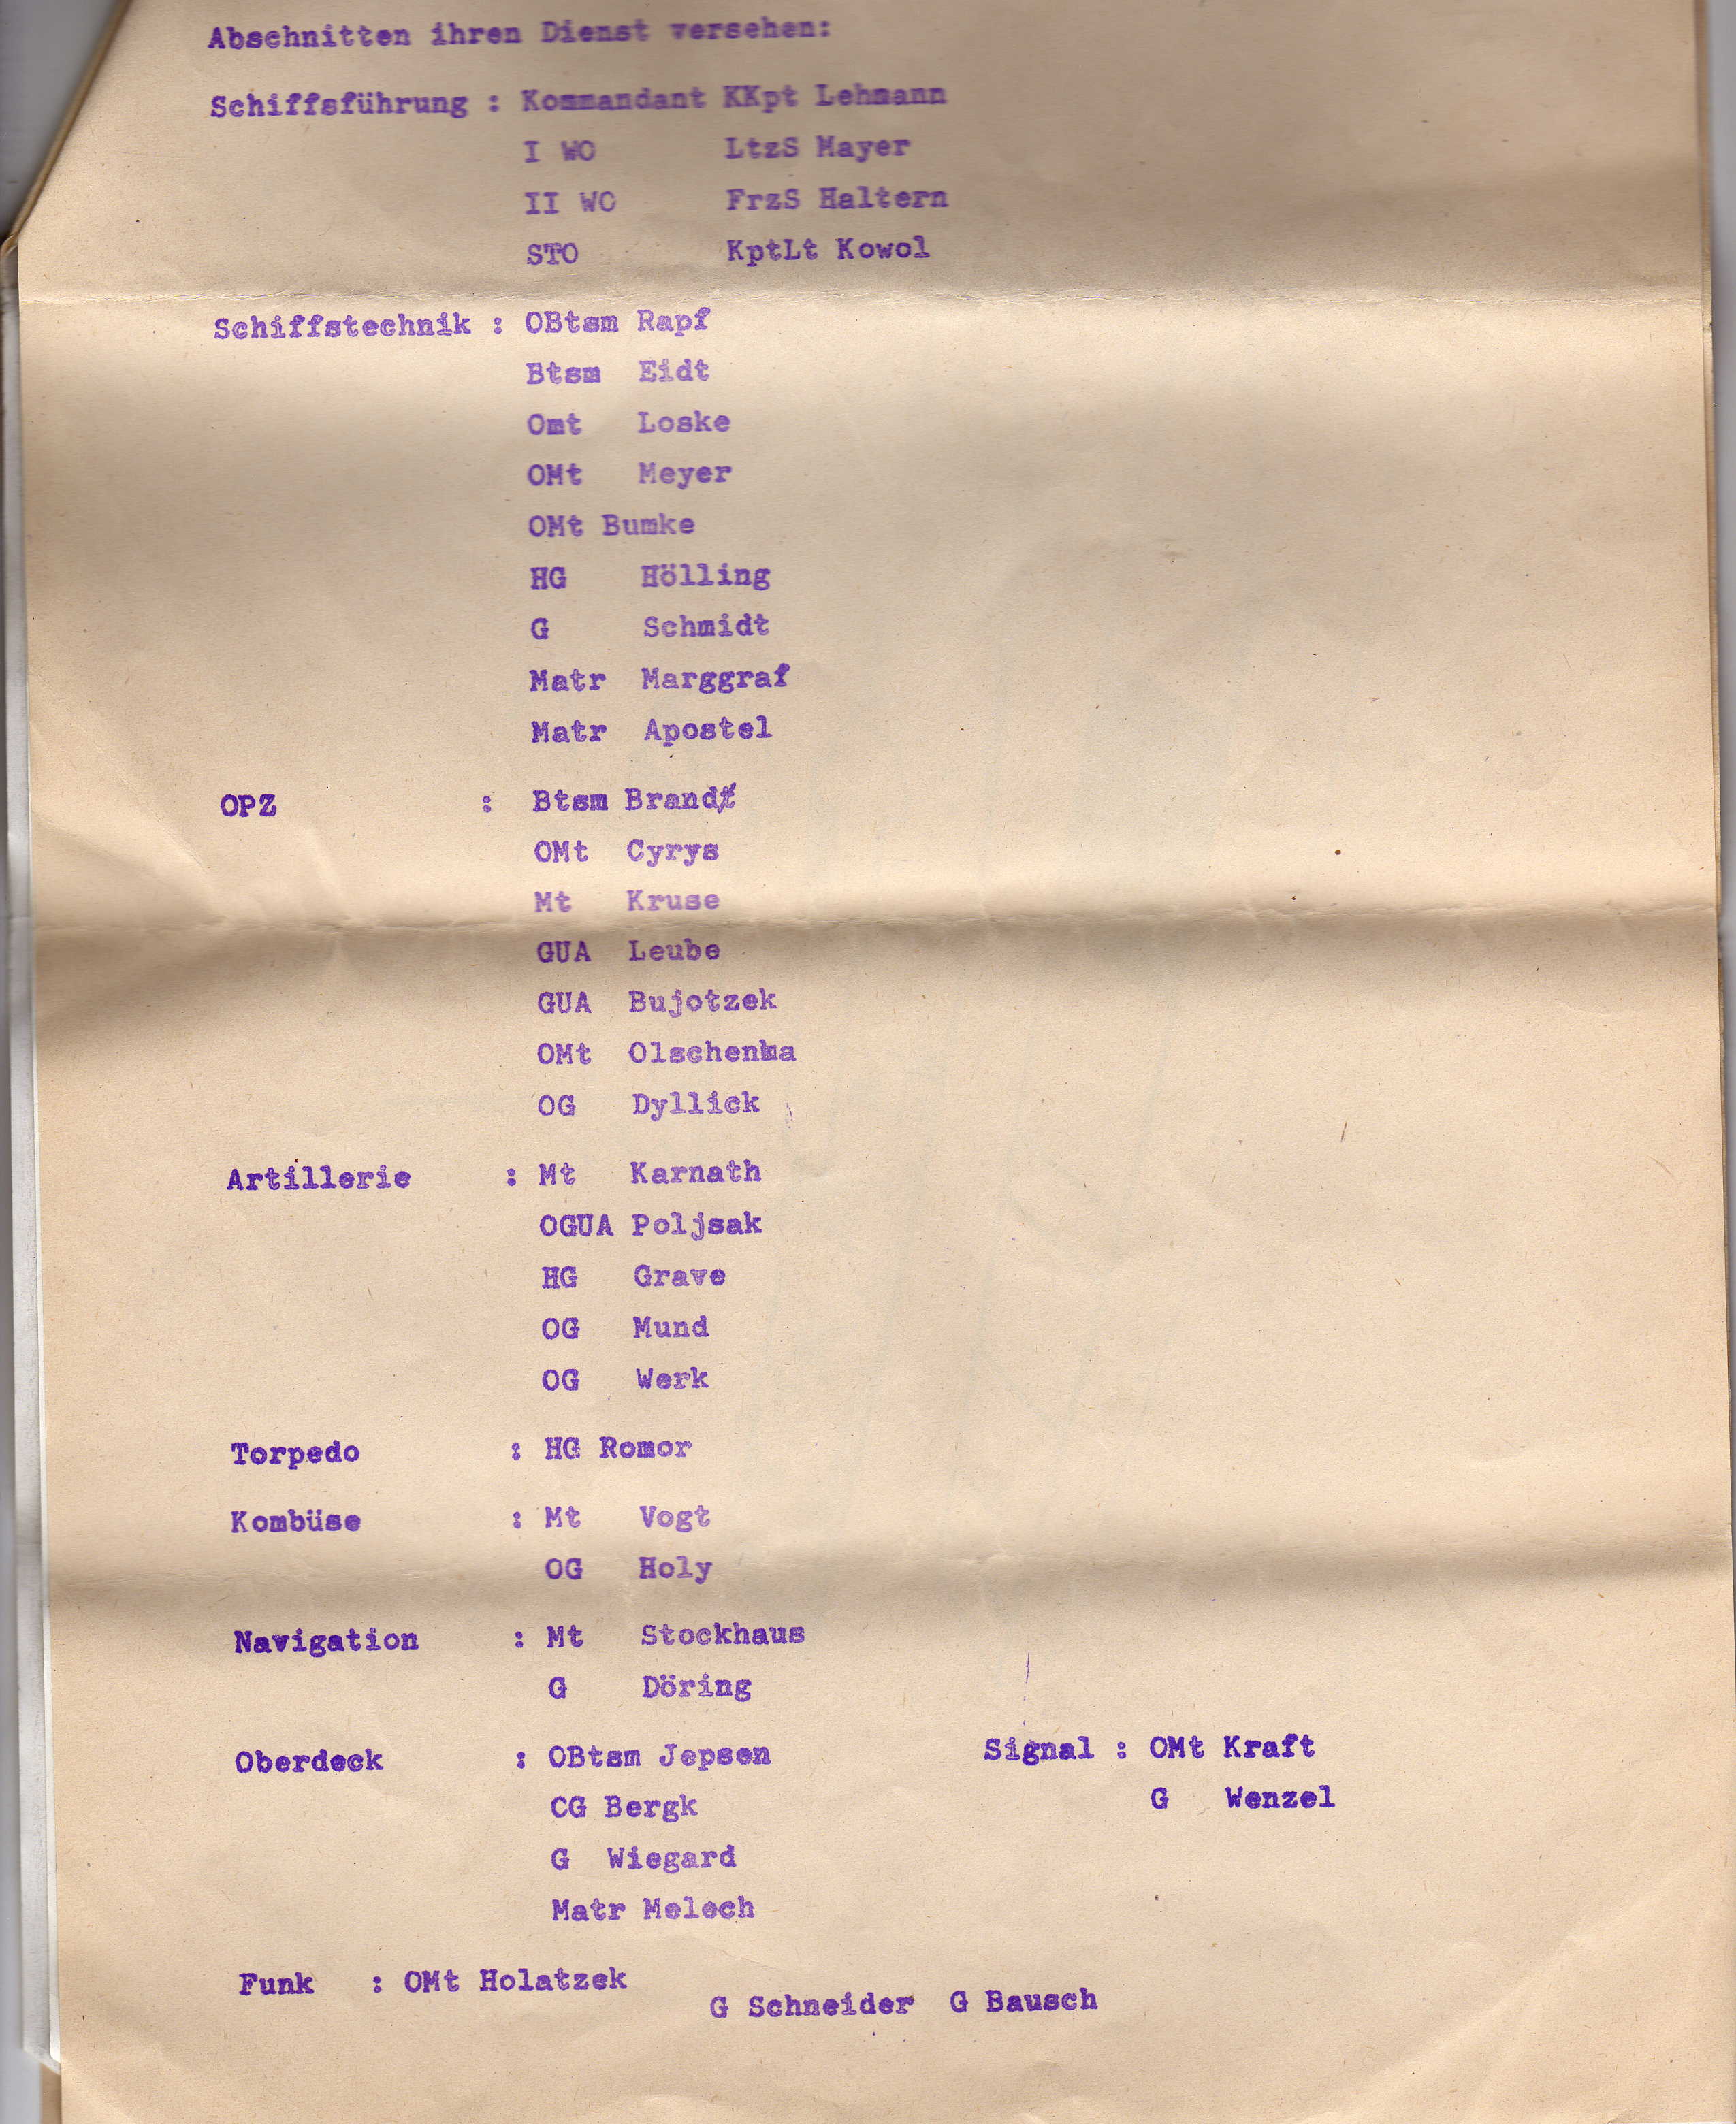 Abschnitten ihren Dienst versehen:
Schiffsführung : Kommandant KKpt Lehmann
I WO LtzS Mayer
II WO FrzS Haltern
STO KptLt Kowol
Schiffstechnik : OBtsm Rapf
Btsm Eidt
Omt Loske
OMt Meyer
OMt Bumke
HG Hölling
G Schmidt
Matr Marggraf
Matr Apostel
OPZ : Btsm Brandt
OMt Cyrys
Mt Kruse
GUA Leube
GUA Bujotzek
OMt
OG Dyllick
Artillerie : Mt Karnath
OGUA Poljsak
HG Grave
OG Mund
OG Werk
Torpedo : HG Romor
Kombüse : Mt Vogt
OG Holy
Navigation : Mt Stockhaus
G Döring
Oberdeck : OBtsm Jepsen
CG Bergk
G Wiegard
Matr Melech
Signal : OMt Kraft
G Wenzel
Funk : OMt Holatzek
G Schneider G Bausch